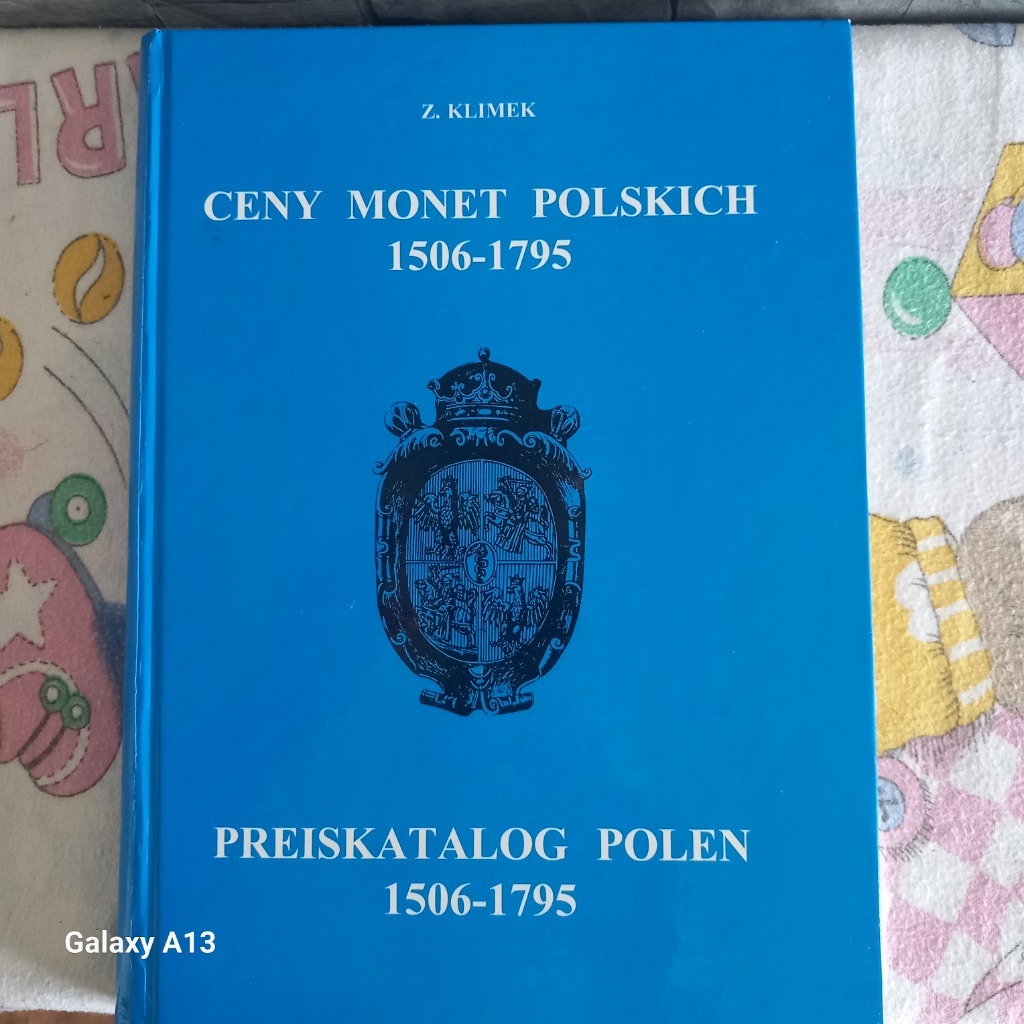 Z. KLIMEK
CENY MONET POLSKICH
1506-1795
PREISKATALOG POLEN
1506-1795
Galaxy A13